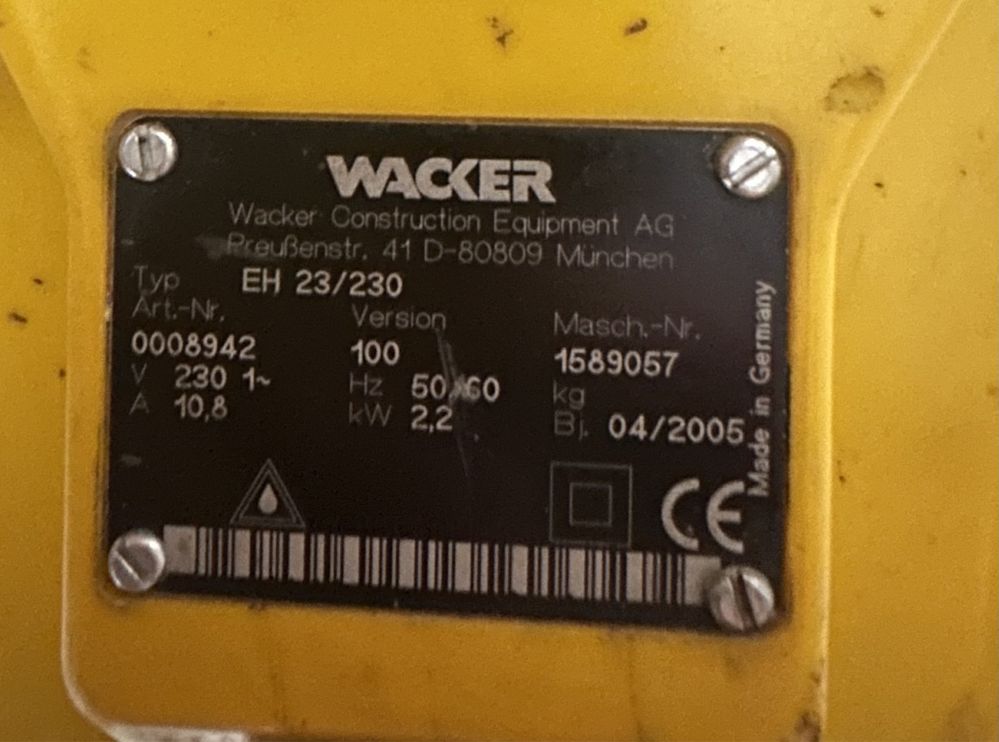 WACKER
Wacker Construction Equipment AG
Preußenstr. 41 D-80809 München
Typ EH 23/230
Art.-Nr. Version Masch.-Nr.
0008942 100 1589057
V 230 1~ Hz 50/60 kg
A 10,8 kW 2,2 Bj. 04/2005
Made in Germany
CE